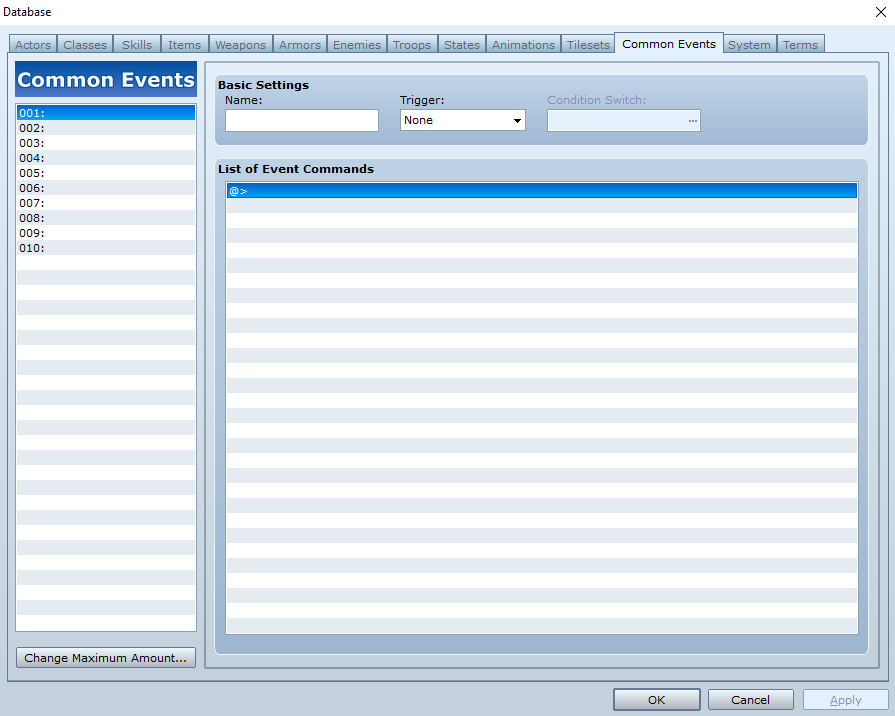 Database
Actors Classes Skills Items Weapons Armors Enemies Troops States Animations Tilesets Common Events System Terms
Common Events
001:
002:
003:
004:
005:
006:
007:
008:
009:
010:
Change Maximum Amount...
Basic Settings
Name: Trigger: Condition Switch:
None ...
List of Event Commands
@>
OK Cancel Apply